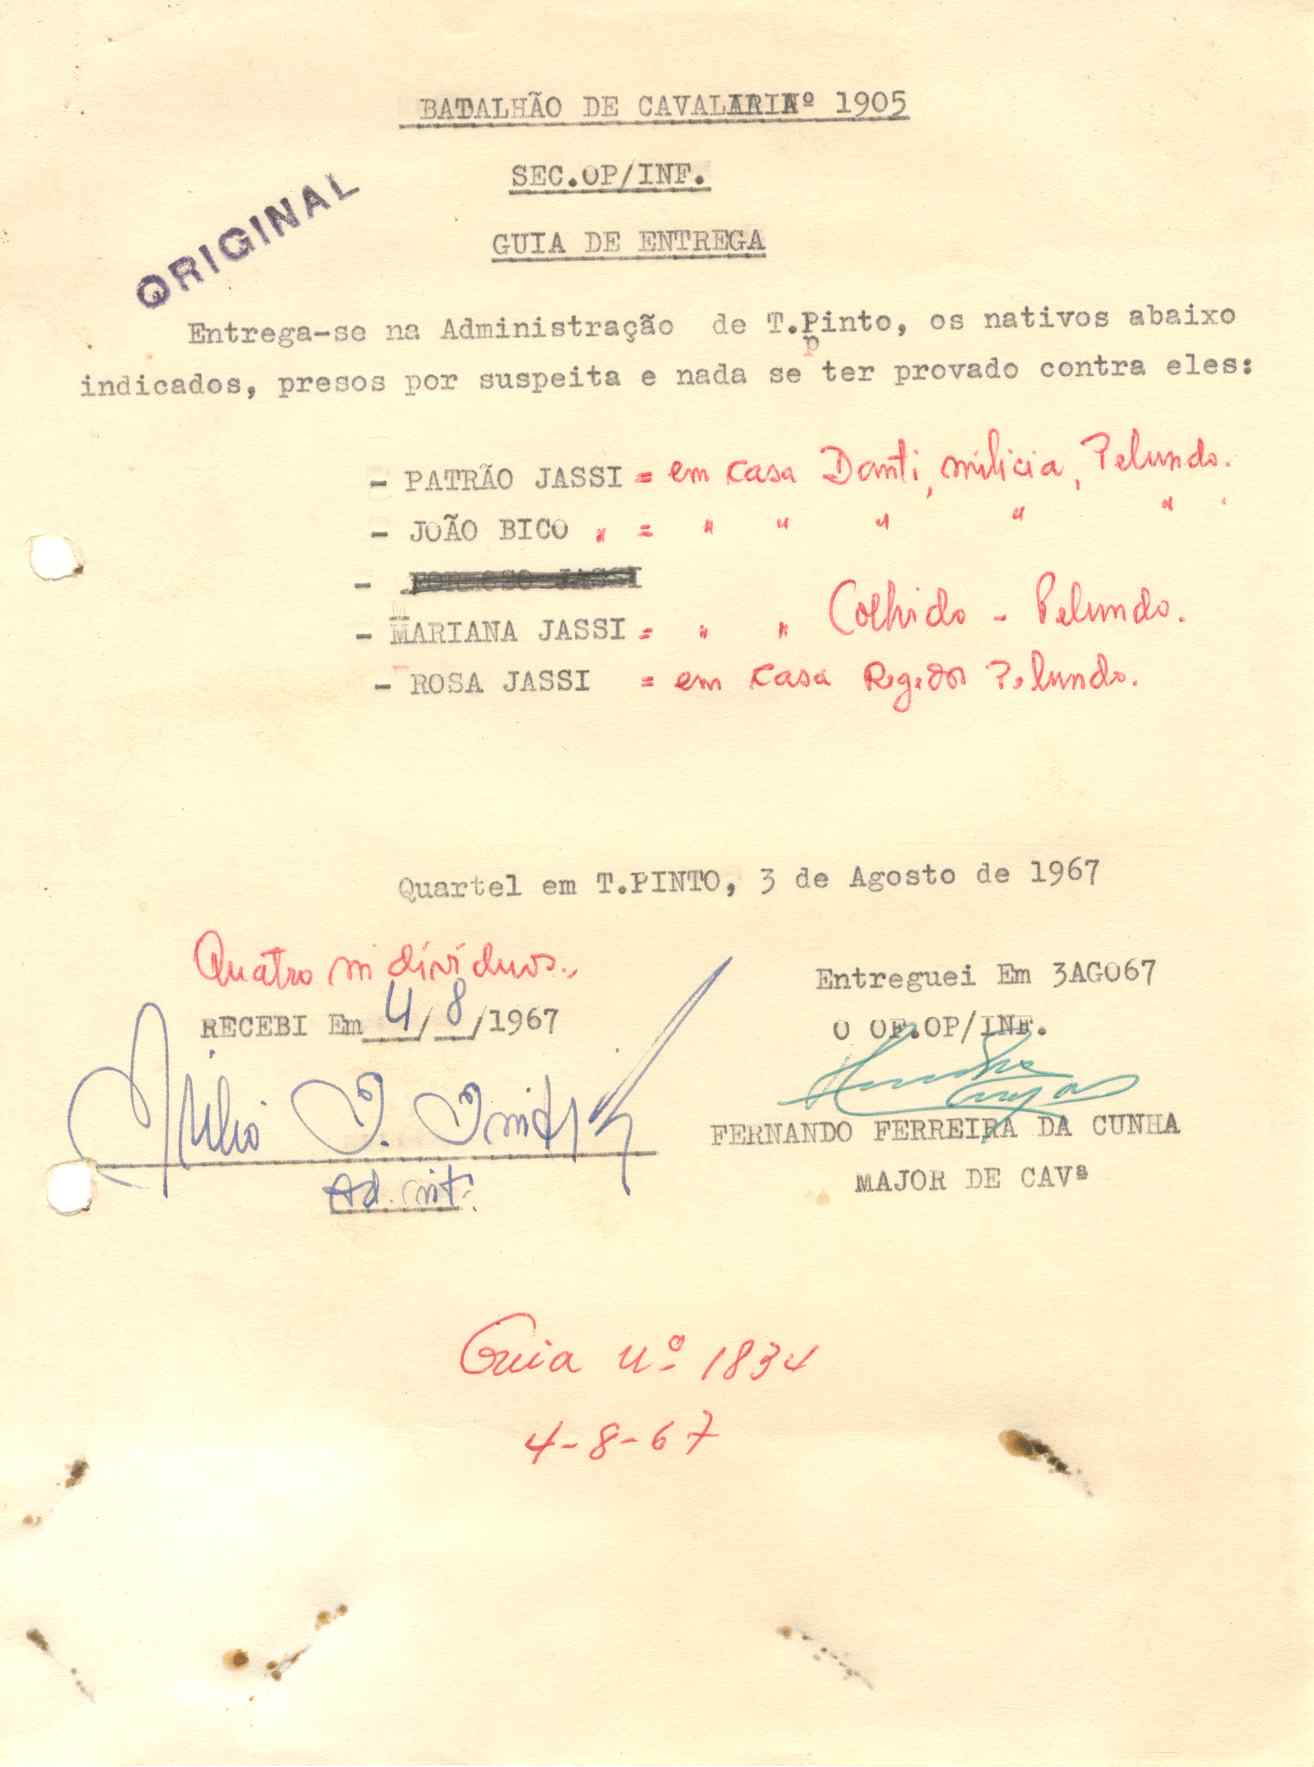 BATALHÃO DE CAVALARIAº 1905
SEC.OP/INF.
ORIGINAL
GUIA DE ENTREGA
Entrega-se na Administração de T.Pinto, os nativos abaixo
indicados, presos por suspeita e nada se ter provado contra eles:
- PATRÃO JASSI = em casa Danti, milicia, Pelundo.
- JOÃO BICO " = " " " " "
-
- MARIANA JASSI = " " Colhido - Pelundo.
- ROSA JASSI = em casa Regedor Pelundo.
Quartel em T.PINTO, 3 de Agosto de 1967
Quatro individuos.
Entreguei Em 3AGO67
RECEBI Em 4/8/1967
O OF.OP/INF.
FERNANDO FERREIRA DA CUNHA
MAJOR DE CAVª
Guia nº 1834
4-8-67